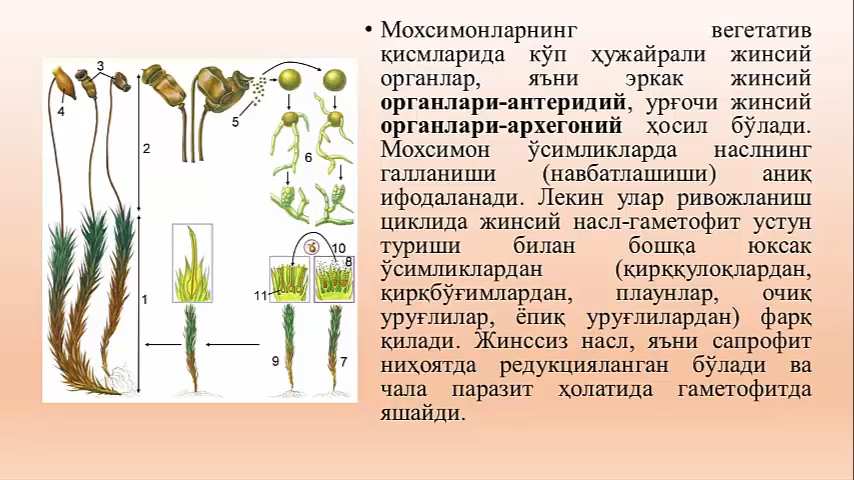 • Мохсимонларнинг вегетатив
қисмларида кўп ҳужайрали жинсий
органлар, яъни эркак жинсий
органлари-антеридий, урғочи жинсий
органлари-архегоний ҳосил бўлади.
Мохсимон ўсимликларда наслнинг
галланиши (навбатлашиши) аниқ
ифодаланади. Лекин улар ривожланиш
циклида жинсий насл-гаметофит устун
туриши билан бошқа юксак
ўсимликлардан (қирққулоқлардан,
қирқбўғимлардан, плаунлар, очиқ
уруғлилар, ёпиқ уруғлилардан) фарқ
қилади. Жинссиз насл, яъни сапрофит
ниҳоятда редукцияланган бўлади ва
чала паразит ҳолатида гаметофитда
яшайди.
3
4
5
2
6
10
8
11
1
9
7